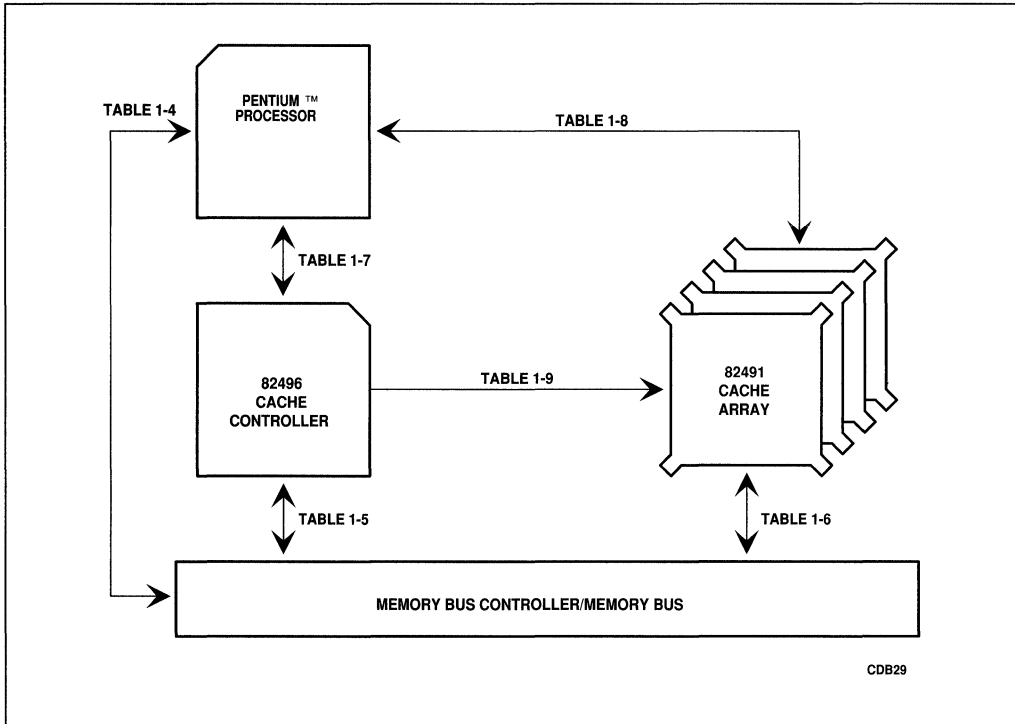 TABLE 1-4
PENTIUM ™
PROCESSOR
TABLE 1-8
TABLE 1-7
82496
CACHE
CONTROLLER
TABLE 1-9
82491
CACHE
ARRAY
TABLE 1-5
TABLE 1-6
MEMORY BUS CONTROLLER/MEMORY BUS
CDB29